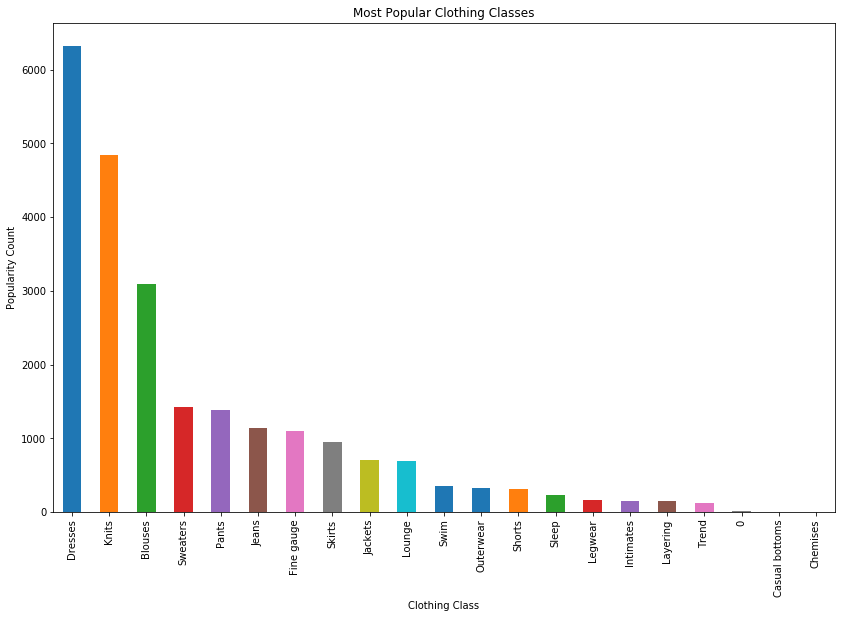 Most Popular Clothing Classes
Popularity Count
6000
5000
4000
3000
2000
1000
0
Dresses
Knits
Blouses
Sweaters
Pants
Jeans
Fine gauge
Skirts
Jackets
Lounge
Swim
Outerwear
Shorts
Sleep
Legwear
Intimates
Layering
Trend
0
Casual bottoms
Chemises
Clothing Class